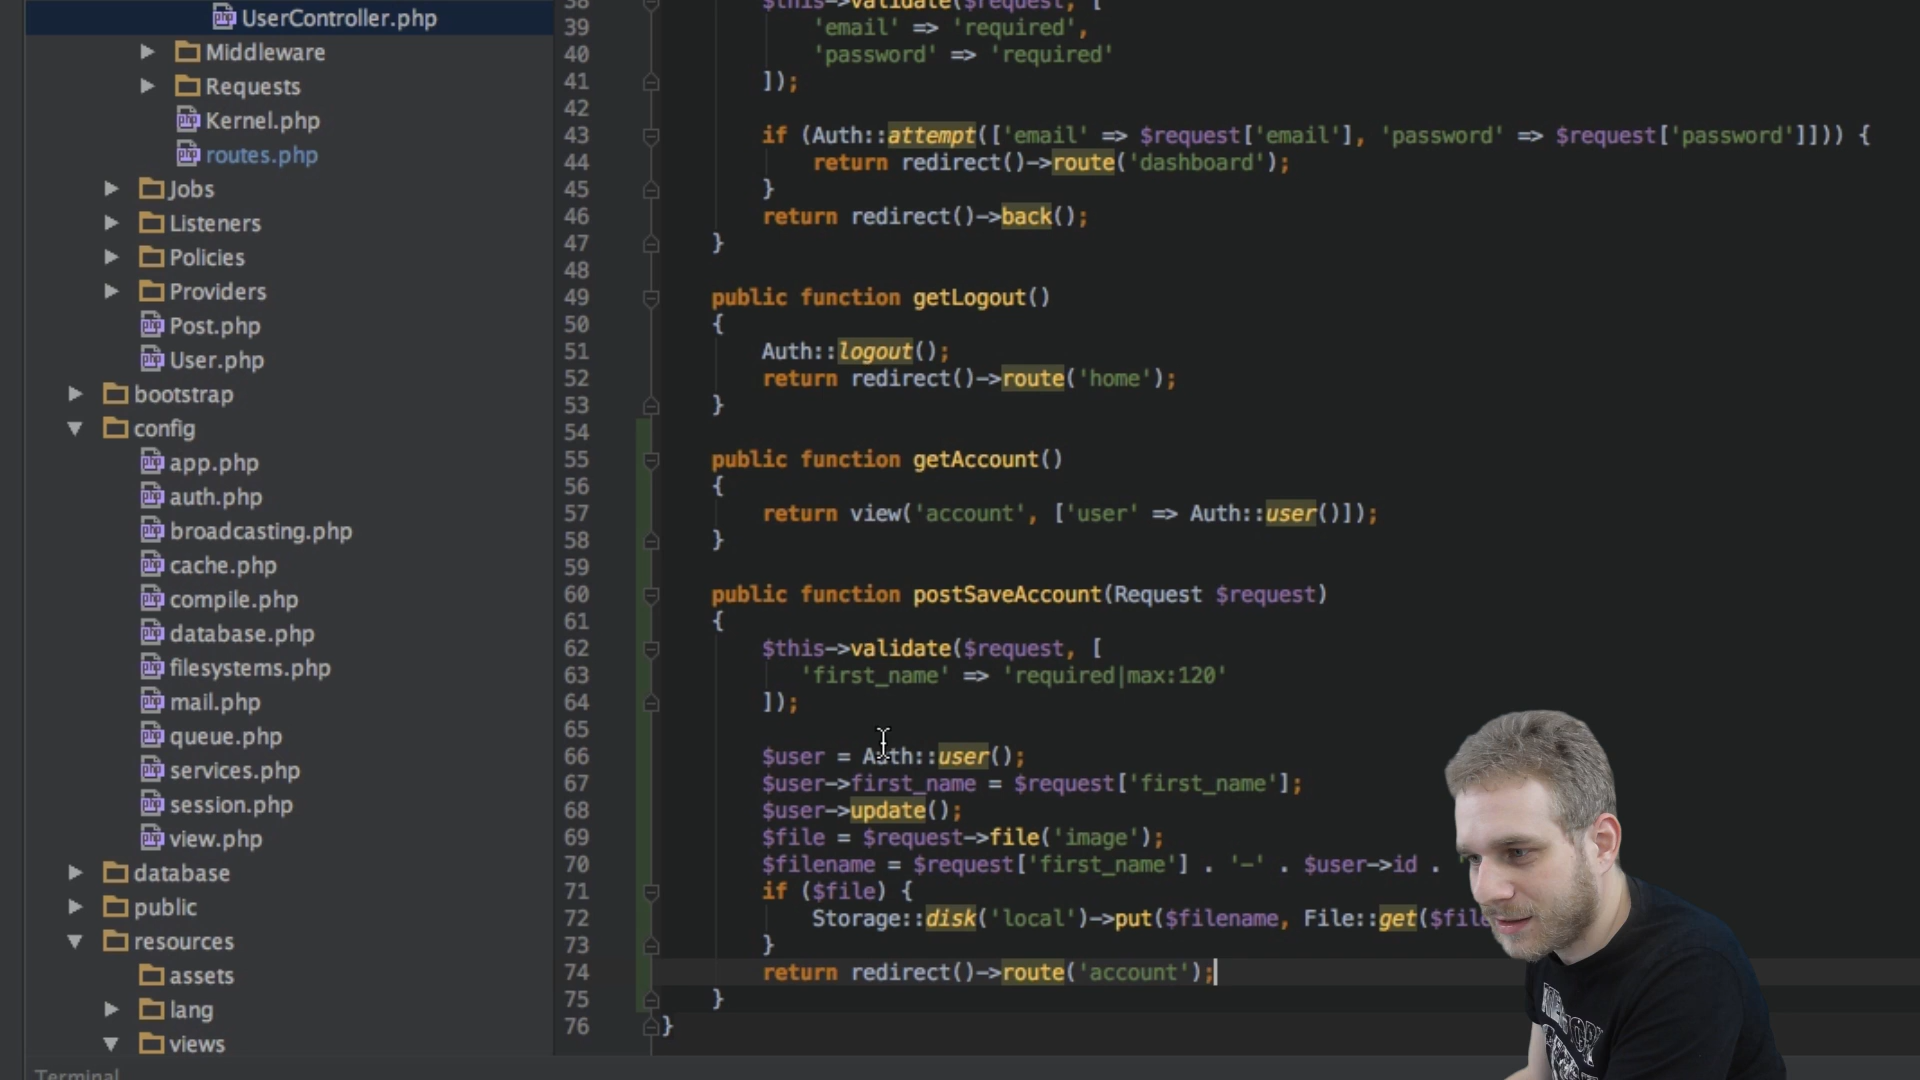 UserController.php
Middleware
Requests
Kernel.php
routes.php
Jobs
Listeners
Policies
Providers
Post.php
User.php
bootstrap
config
app.php
auth.php
broadcasting.php
cache.php
compile.php
database.php
filesystems.php
mail.php
queue.php
services.php
session.php
view.php
database
public
resources
assets
lang
views
Terminal
38 $this->validate($request, [
39 'email' => 'required',
40 'password' => 'required'
41 ]);
42
43 if (Auth::attempt(['email' => $request['email'], 'password' => $request['password']])) {
44 return redirect()->route('dashboard');
45 }
46 return redirect()->back();
47 }
48
49 public function getLogout()
50 {
51 Auth::logout();
52 return redirect()->route('home');
53 }
54
55 public function getAccount()
56 {
57 return view('account', ['user' => Auth::user()]);
58 }
59
60 public function postSaveAccount(Request $request)
61 {
62 $this->validate($request, [
63 'first_name' => 'required|max:120'
64 ]);
65
66 $user = Auth::user();
67 $user->first_name = $request['first_name'];
68 $user->update();
69 $file = $request->file('image');
70 $filename = $request['first_name'] . '-' . $user->id .
71 if ($file) {
72 Storage::disk('local')->put($filename, File::get($file
73 }
74 return redirect()->route('account');
75 }
76 }